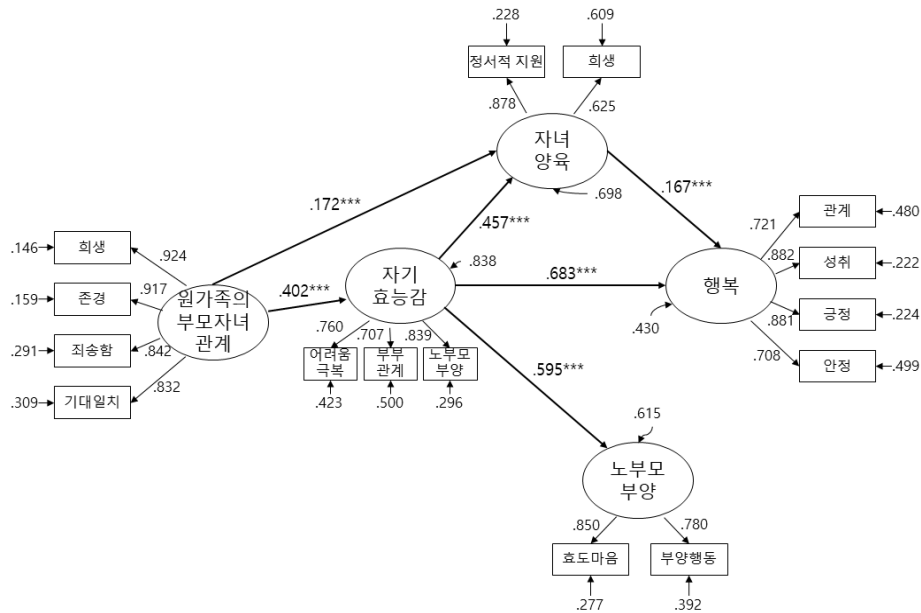 .228
.609
정서적 지원
희생
.878
.625
자녀
양육
.698
.172***
.457***
.167***
.146
희생
.924
.159
존경
.917
.291
죄송함
.842
.309
기대일치
.832
원가족의
부모자녀
관계
.402***
자기
효능감
.838
.683***
.760
.707
.839
어려움
극복
부부
관계
노부모
부양
.423
.500
.296
행복
.430
.721
관계
.480
.882
성취
.222
.881
긍정
.224
.708
안정
.499
.595***
.615
노부모
부양
.850
.780
효도마음
부양행동
.277
.392